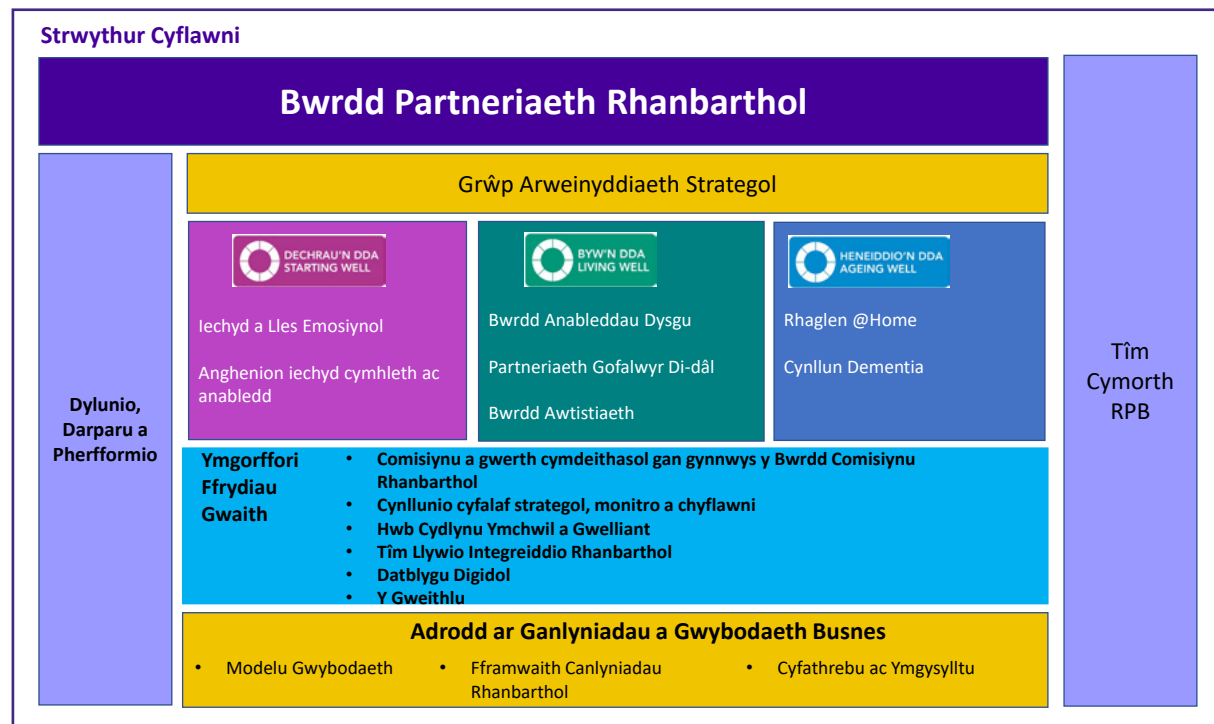 Strwythur Cyflawni
Bwrdd Partneriaeth Rhanbarthol
Dylunio,
Darparu a
Pherfformio
Grŵp Arweinyddiaeth Strategol
DECHRAU'N DDA
STARTING WELL
Iechyd a Lles Emosiynol
Anghenion iechyd cymhleth ac
anabledd
BYW'N DDA
LIVING WELL
Bwrdd Anableddau Dysgu
Partneriaeth Gofalwyr Di-dâl
Bwrdd Awtistiaeth
HENEIDDIO'N DDA
AGEING WELL
Rhaglen @Home
Cynllun Dementia
Ymgorffori
Ffrydiau
Gwaith
• Comisiynu a gwerth cymdeithasol gan gynnwys y Bwrdd Comisiynu
Rhanbarthol
• Cynllunio cyfalaf strategol, monitro a chyflawni
• Hwb Cydlynu Ymchwil a Gwelliant
• Tîm Llywio Integreiddio Rhanbarthol
• Datblygu Digidol
• Y Gweithlu
Adrodd ar Ganlyniadau a Gwybodaeth Busnes
• Modelu Gwybodaeth
• Fframwaith Canlyniadau
Rhanbarthol
• Cyfathrebu ac Ymgysylltu
Tîm
Cymorth
RPB